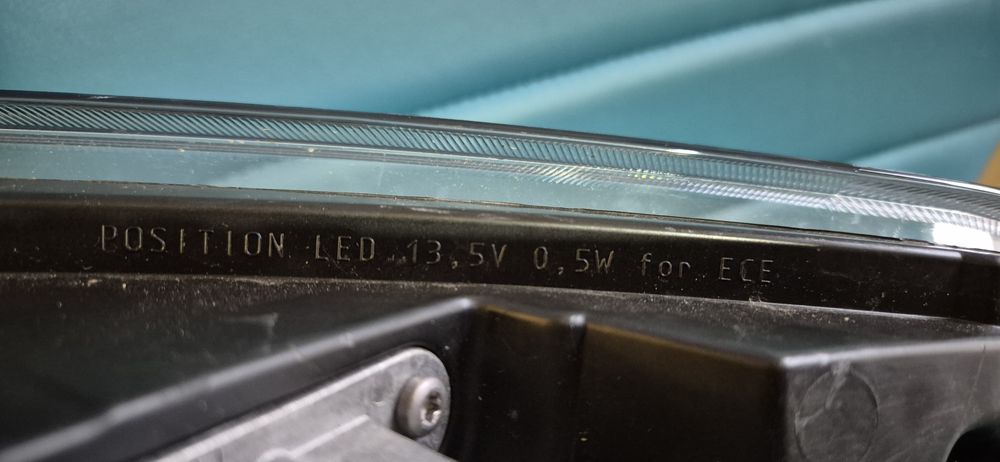 POSITION LED 13,5V 0,5W for ECE